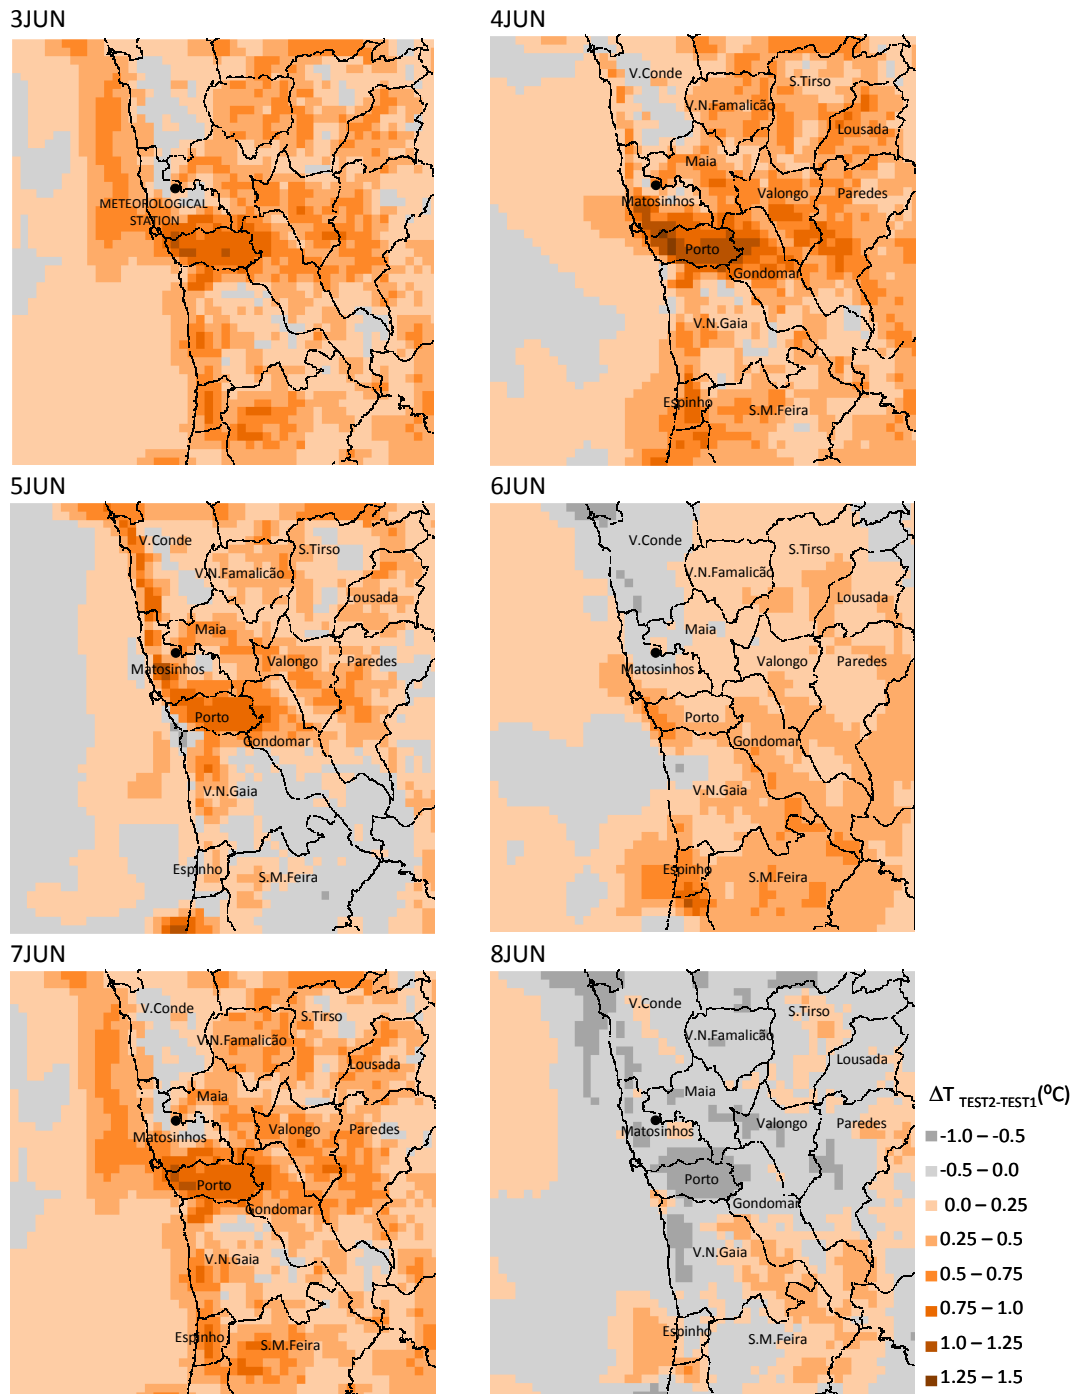 3JUN
METEOROLOGICAL
STATION
4JUN
V.Conde
S.Tirso
V.N.Famalicão
Lousada
Maia
Valongo
Paredes
Matosinhos
Porto
Gondomar
V.N.Gaia
Espinho
S.M.Feira
5JUN
V.Conde
S.Tirso
V.N.Famalicão
Lousada
Maia
Valongo
Paredes
Matosinhos
Porto
Gondomar
V.N.Gaia
Espinho
S.M.Feira
6JUN
V.Conde
S.Tirso
V.N.Famalicão
Lousada
Maia
Valongo
Paredes
Matosinhos
Porto
Gondomar
V.N.Gaia
Espinho
S.M.Feira
7JUN
V.Conde
S.Tirso
V.N.Famalicão
Lousada
Maia
Valongo
Paredes
Matosinhos
Porto
Gondomar
V.N.Gaia
Espinho
S.M.Feira
8JUN
V.Conde
S.Tirso
V.N.Famalicão
Lousada
Maia
Valongo
Paredes
Matosinhos
Porto
Gondomar
V.N.Gaia
Espinho
S.M.Feira
ΔT TEST2-TEST1(ºC)
-1.0 – -0.5
-0.5 – 0.0
0.0 – 0.25
0.25 – 0.5
0.5 – 0.75
0.75 – 1.0
1.0 – 1.25
1.25 – 1.5